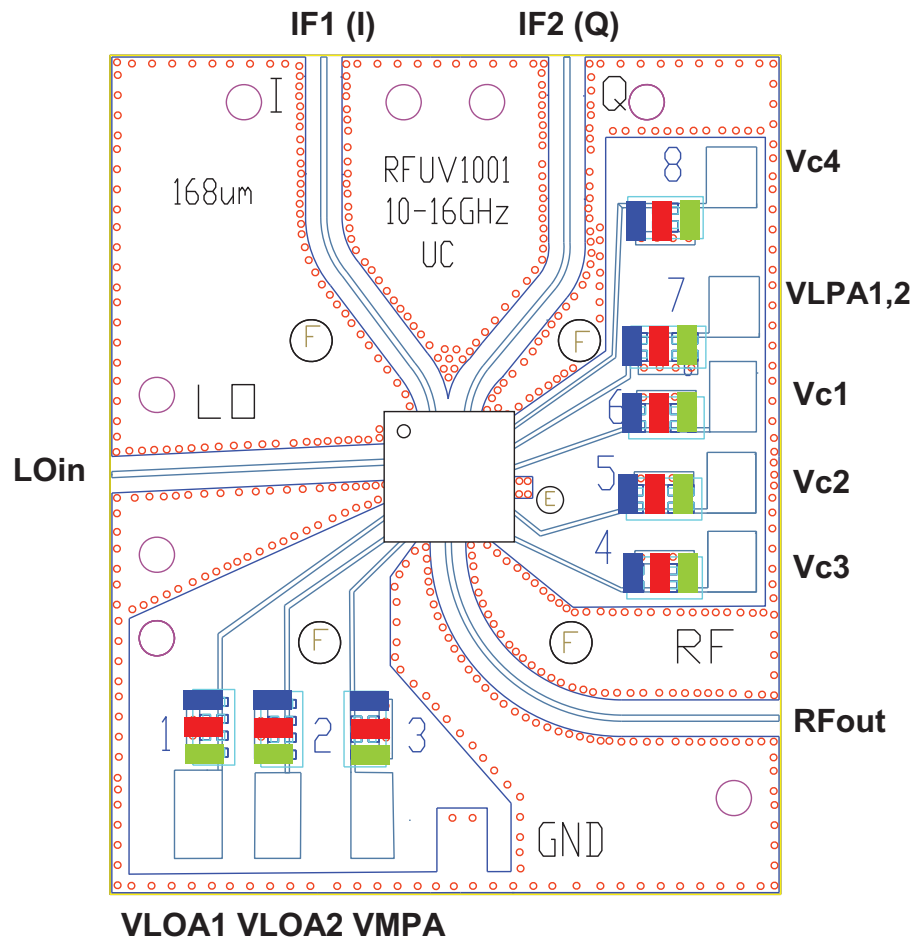 IF1 (I) IF2 (Q)
I
Q
168um
RFUV1001
10-16GHz
UC
8
Vc4
7
VLPA1,2
F
F
LO
6
Vc1
LOin
5
Vc2
E
4
Vc3
F
F
RF
1
2
3
RFout
GND
VLOA1 VLOA2 VMPA